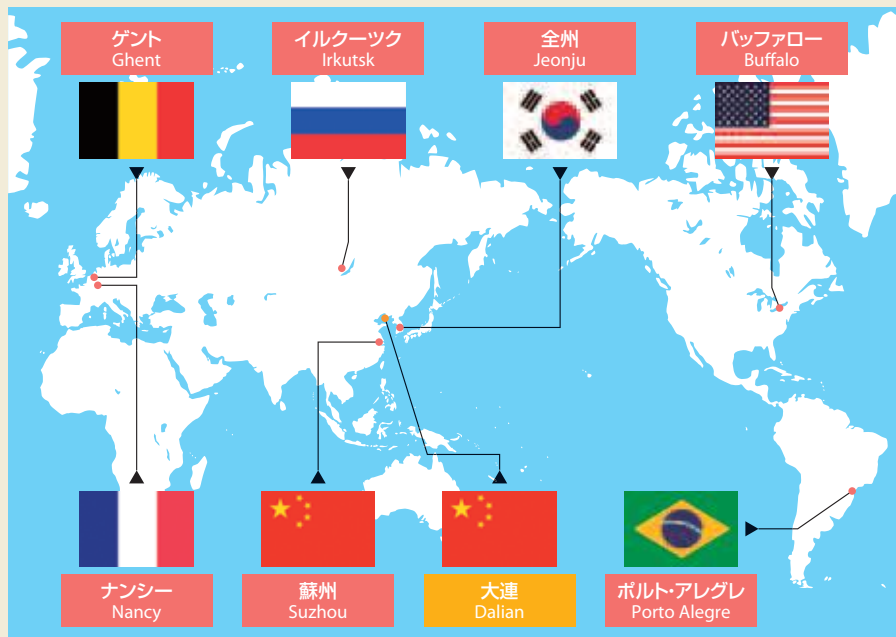 ゲント
Ghent
イルクーツク
Irkutsk
全州
Jeonju
バッファロー
Buffalo
ナンシー
Nancy
蘇州
Suzhou
大連
Dalian
ポルト・アレグレ
Porto Alegre